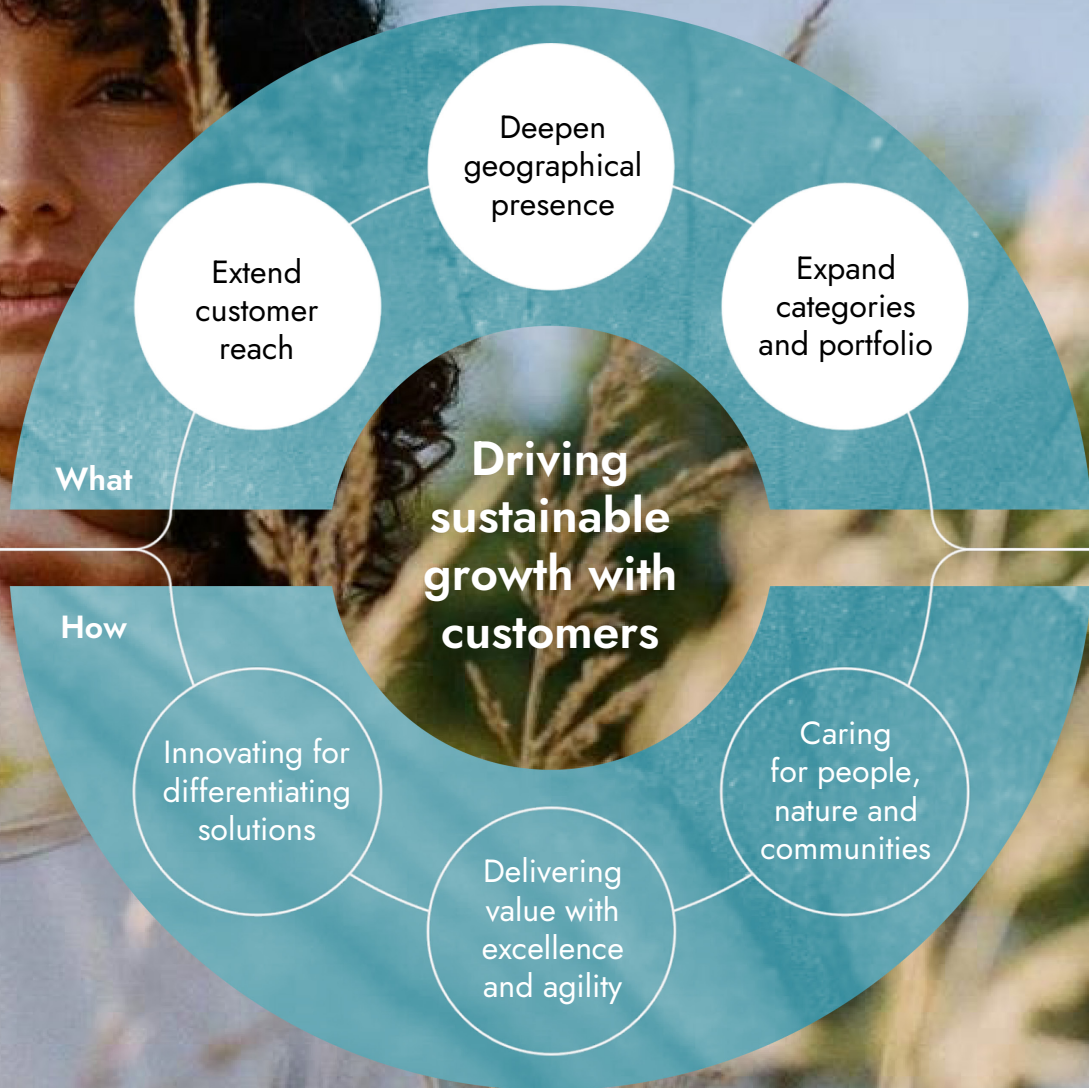 Deepen
geographical
presence
Extend
customer
reach
Expand
categories
and portfolio
What
Driving
sustainable
growth with
customers
How
Innovating for
differentiating
solutions
Delivering
value with
excellence
and agility
Caring
for people,
nature and
communities